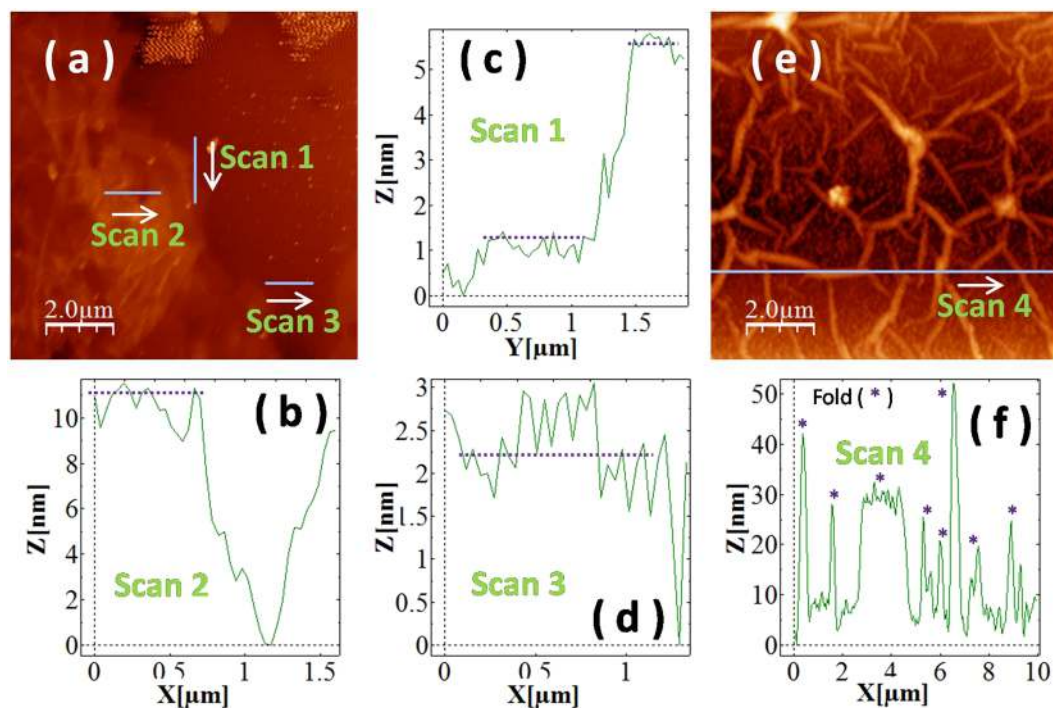 ( a )
Scan 1
Scan 2
Scan 3
2.0µm
( c )
Scan 1
Z[nm]
5
4
3
2
1
0
0 0.5 1 1.5
Y[µm]
( e )
Scan 4
2.0µm
( b )
Scan 2
Z[nm]
10
8
6
4
2
0
0 0.5 1 1.5
X[µm]
( d )
Scan 3
Z[nm]
3
2.5
2
1.5
1
0.5
0
0 0.5 1
X[µm]
( f )
Fold ( * )
Scan 4
Z[nm]
50
40
30
20
10
0
0 2 4 6 8 10
X[µm]